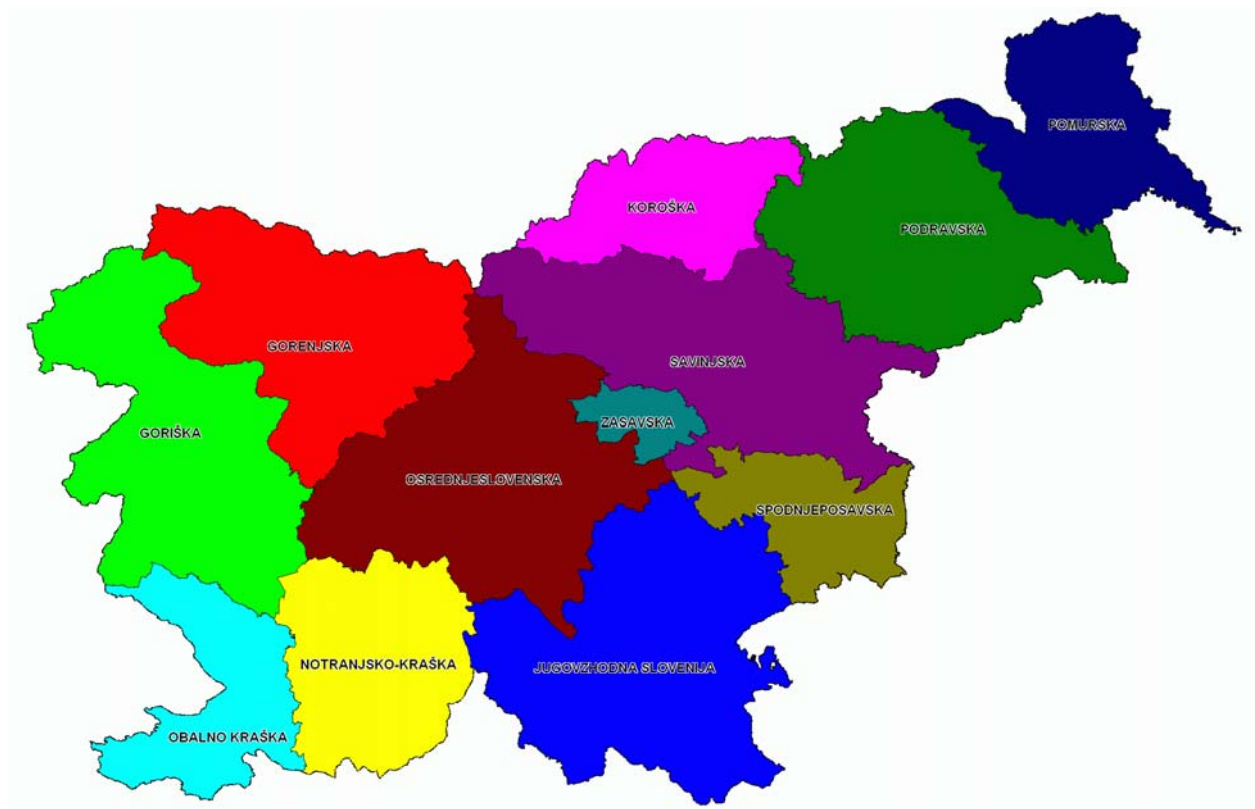 POMURSKA
KOROŠKA
PODRAVSKA
GORENJSKA
SAVINJSKA
ZASAVSKA
GORIŠKA
OSREDNJESLOVENSKA
SPODNJEPOSAVSKA
NOTRANJSKO-KRAŠKA
JUGOVZHODNA SLOVENIJA
OBALNO KRAŠKA